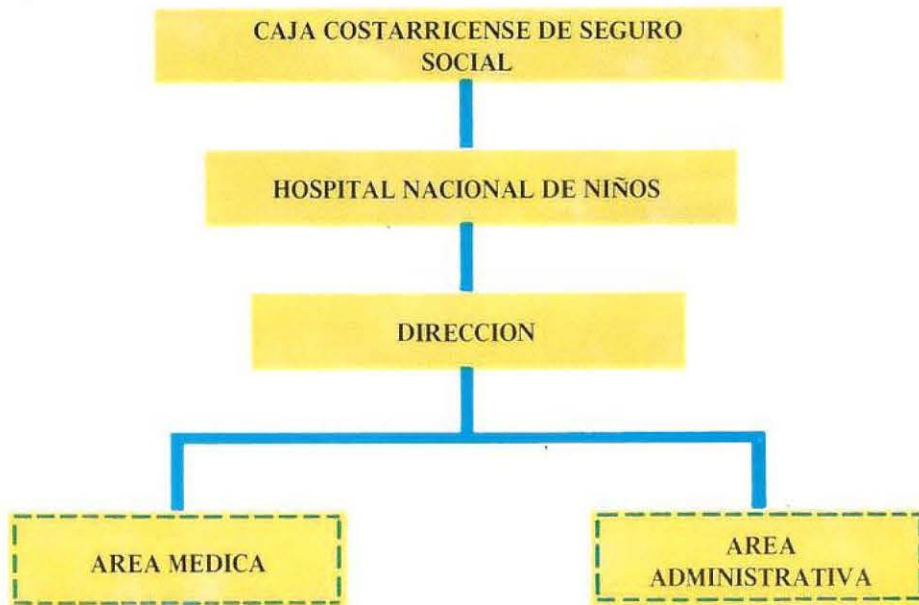 CAJA COSTARRICENSE DE SEGURO
SOCIAL
HOSPITAL NACIONAL DE NIÑOS
DIRECCION
AREA MEDICA
AREA
ADMINISTRATIVA